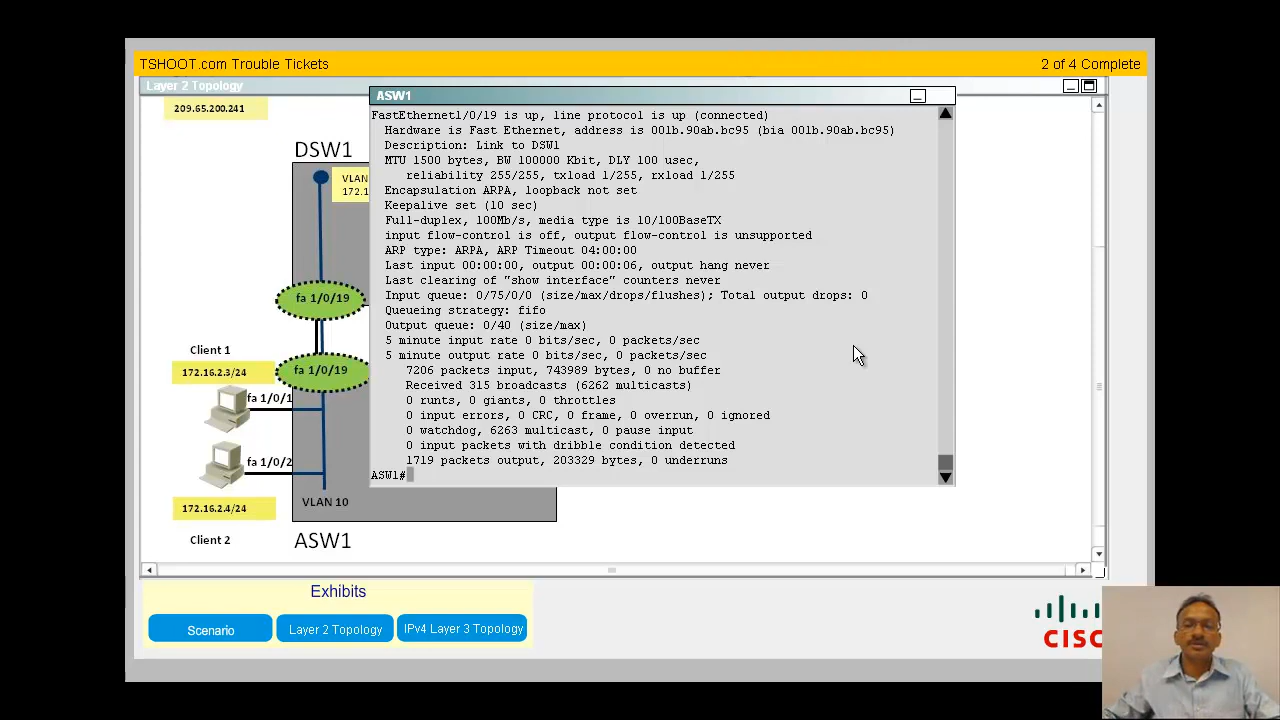 TSHOOT.com Trouble Tickets
2 of 4 Complete
Layer 2 Topology
209.65.200.241
DSW1
VLAN
172.1
fa 1/0/19
Client 1
172.16.2.3/24
fa 1/0/19
fa 1/0/1
fa 1/0/2
VLAN 10
172.16.2.4/24
Client 2
ASW1
ASW1
FastEthernet1/0/19 is up, line protocol is up (connected)
Hardware is Fast Ethernet, address is 001b.90ab.bc95 (bia 001b.90ab.bc95)
Description: Link to DSW1
MTU 1500 bytes, BW 100000 Kbit, DLY 100 usec,
reliability 255/255, txload 1/255, rxload 1/255
Encapsulation ARPA, loopback not set
Keepalive set (10 sec)
Full-duplex, 100Mb/s, media type is 10/100BaseTX
input flow-control is off, output flow-control is unsupported
ARP type: ARPA, ARP Timeout 04:00:00
Last input 00:00:00, output 00:00:06, output hang never
Last clearing of "show interface" counters never
Input queue: 0/75/0/0 (size/max/drops/flushes); Total output drops: 0
Queueing strategy: fifo
Output queue: 0/40 (size/max)
5 minute input rate 0 bits/sec, 0 packets/sec
5 minute output rate 0 bits/sec, 0 packets/sec
7206 packets input, 743989 bytes, 0 no buffer
Received 315 broadcasts (6262 multicasts)
0 runts, 0 giants, 0 throttles
0 input errors, 0 CRC, 0 frame, 0 overrun, 0 ignored
0 watchdog, 6263 multicast, 0 pause input
0 input packets with dribble condition detected
1719 packets output, 203329 bytes, 0 underruns
ASW1#
Exhibits
Scenario
Layer 2 Topology
IPv4 Layer 3 Topology
CISC